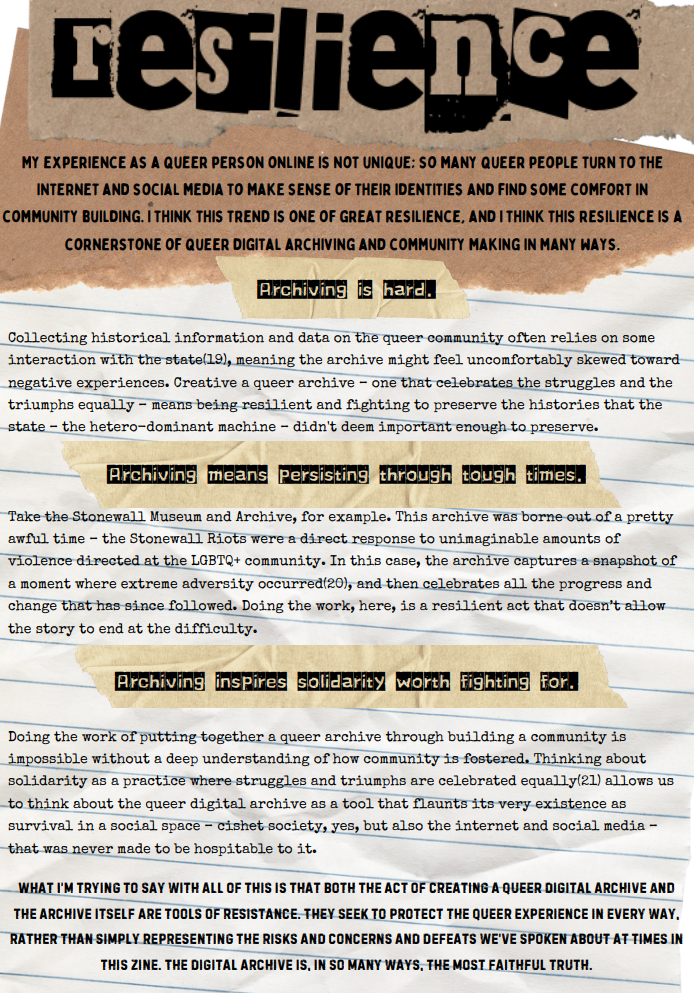 resilience
MY EXPERIENCE AS A QUEER PERSON ONLINE IS NOT UNIQUE: SO MANY QUEER PEOPLE TURN TO THE
INTERNET AND SOCIAL MEDIA TO MAKE SENSE OF THEIR IDENTITIES AND FIND SOME COMFORT IN
COMMUNITY BUILDING. I THINK THIS TREND IS ONE OF GREAT RESILIENCE, AND I THINK THIS RESILIENCE IS A
CORNERSTONE OF QUEER DIGITAL ARCHIVING AND COMMUNITY MAKING IN MANY WAYS.
Archiving is hard.
Collecting historical information and data on the queer community often relies on some
interaction with the state(19), meaning the archive might feel uncomfortably skewed toward
negative experiences. Creative a queer archive – one that celebrates the struggles and the
triumphs equally – means being resilient and fighting to preserve the histories that the
state – the hetero-dominant machine – didn't deem important enough to preserve.
Archiving means persisting through tough times.
Take the Stonewall Museum and Archive, for example. This archive was borne out of a pretty
awful time – the Stonewall Riots were a direct response to unimaginable amounts of
violence directed at the LGBTQ+ community. In this case, the archive captures a snapshot of
a moment where extreme adversity occurred(20), and then celebrates all the progress and
change that has since followed. Doing the work, here, is a resilient act that doesn't allow
the story to end at the difficulty.
Archiving inspires solidarity worth fighting for.
Doing the work of putting together a queer archive through building a community is
impossible without a deep understanding of how community is fostered. Thinking about
solidarity as a practice where struggles and triumphs are celebrated equally(21) allows us
to think about the queer digital archive as a tool that flaunts its very existence as
survival in a social space – cishet society, yes, but also the internet and social media –
that was never made to be hospitable to it.
WHAT I'M TRYING TO SAY WITH ALL OF THIS IS THAT BOTH THE ACT OF CREATING A QUEER DIGITAL ARCHIVE AND
THE ARCHIVE ITSELF ARE TOOLS OF RESISTANCE. THEY SEEK TO PROTECT THE QUEER EXPERIENCE IN EVERY WAY,
RATHER THAN SIMPLY REPRESENTING THE RISKS AND CONCERNS AND DEFEATS WE'VE SPOKEN ABOUT AT TIMES IN
THIS ZINE. THE DIGITAL ARCHIVE IS, IN SO MANY WAYS, THE MOST FAITHFUL TRUTH.